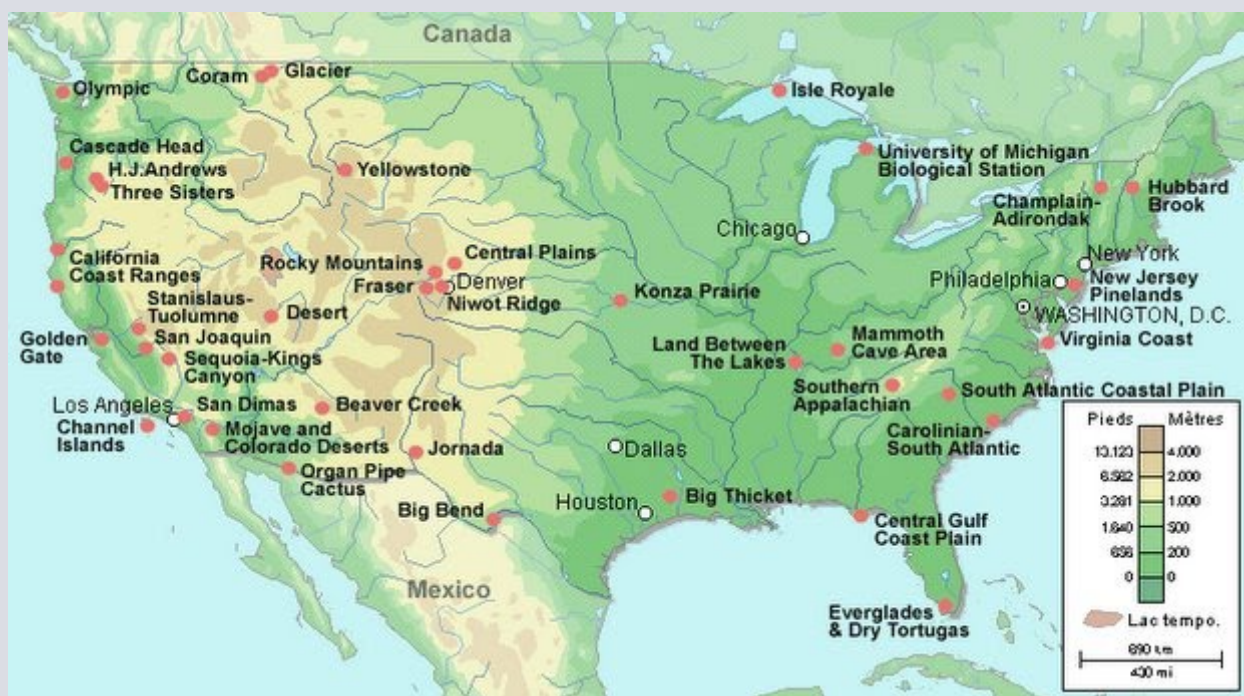 Canada
Glacier
Coram
Olympic
Isle Royale
Cascade Head
H.J.Andrews
Three Sisters
Yellowstone
University of Michigan
Biological Station
Champlain-
Adirondak
Hubbard
Brook
Chicago
New York
California
Coast Ranges
Rocky Mountains
Central Plains
Fraser
Denver
Niwot Ridge
Philadelphia
New Jersey
Pinelands
Konza Prairie
Stanislaus-
Tuolumne
Desert
WASHINGTON, D.C.
Golden
Gate
San Joaquin
Sequoia-Kings
Canyon
Land Between
The Lakes
Mammoth
Cave Area
Virginia Coast
Southern
Appalachian
South Atlantic Coastal Plain
Los Angeles
San Dimas
Beaver Creek
Channel
Islands
Mojave and
Colorado Deserts
Jornada
Carolinian-
South Atlantic
Organ Pipe
Cactus
Dallas
Big Bend
Houston
Big Thicket
Central Gulf
Coast Plain
Mexico
Everglades
& Dry Tortugas
Pieds Mètres
13.123 4.000
6.562 2.000
3.281 1.000
1.640 500
656 200
0 0
Lac tempo.
690 km
430 mi